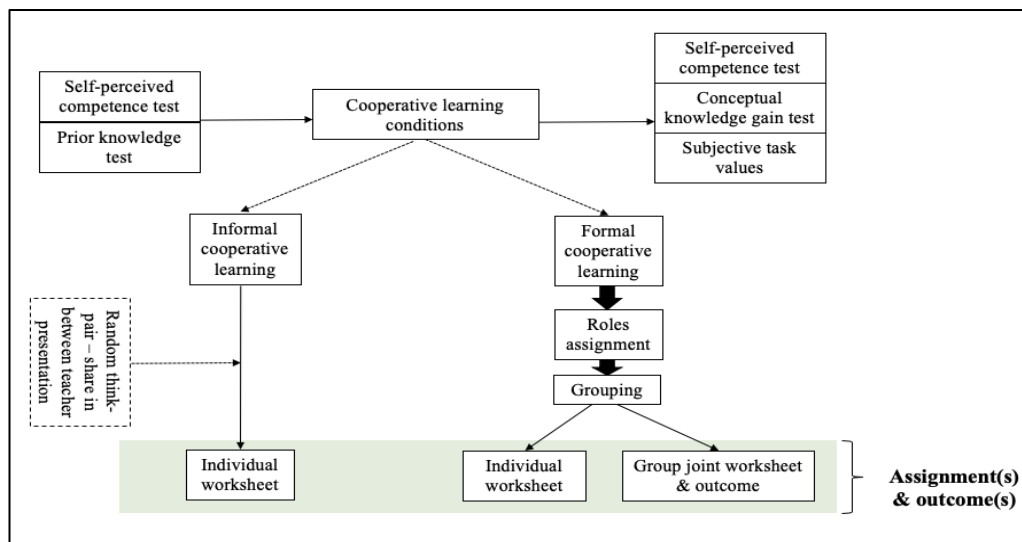 Self-perceived
competence test
Prior knowledge
test
Cooperative learning
conditions
Self-perceived
competence test
Conceptual
knowledge gain test
Subjective task
values
Informal
cooperative
learning
Formal
cooperative
learning
Random think-
pair – share in
between teacher
presentation
Roles
assignment
Grouping
Individual
worksheet
Individual
worksheet
Group joint worksheet
& outcome
Assignment(s)
& outcome(s)